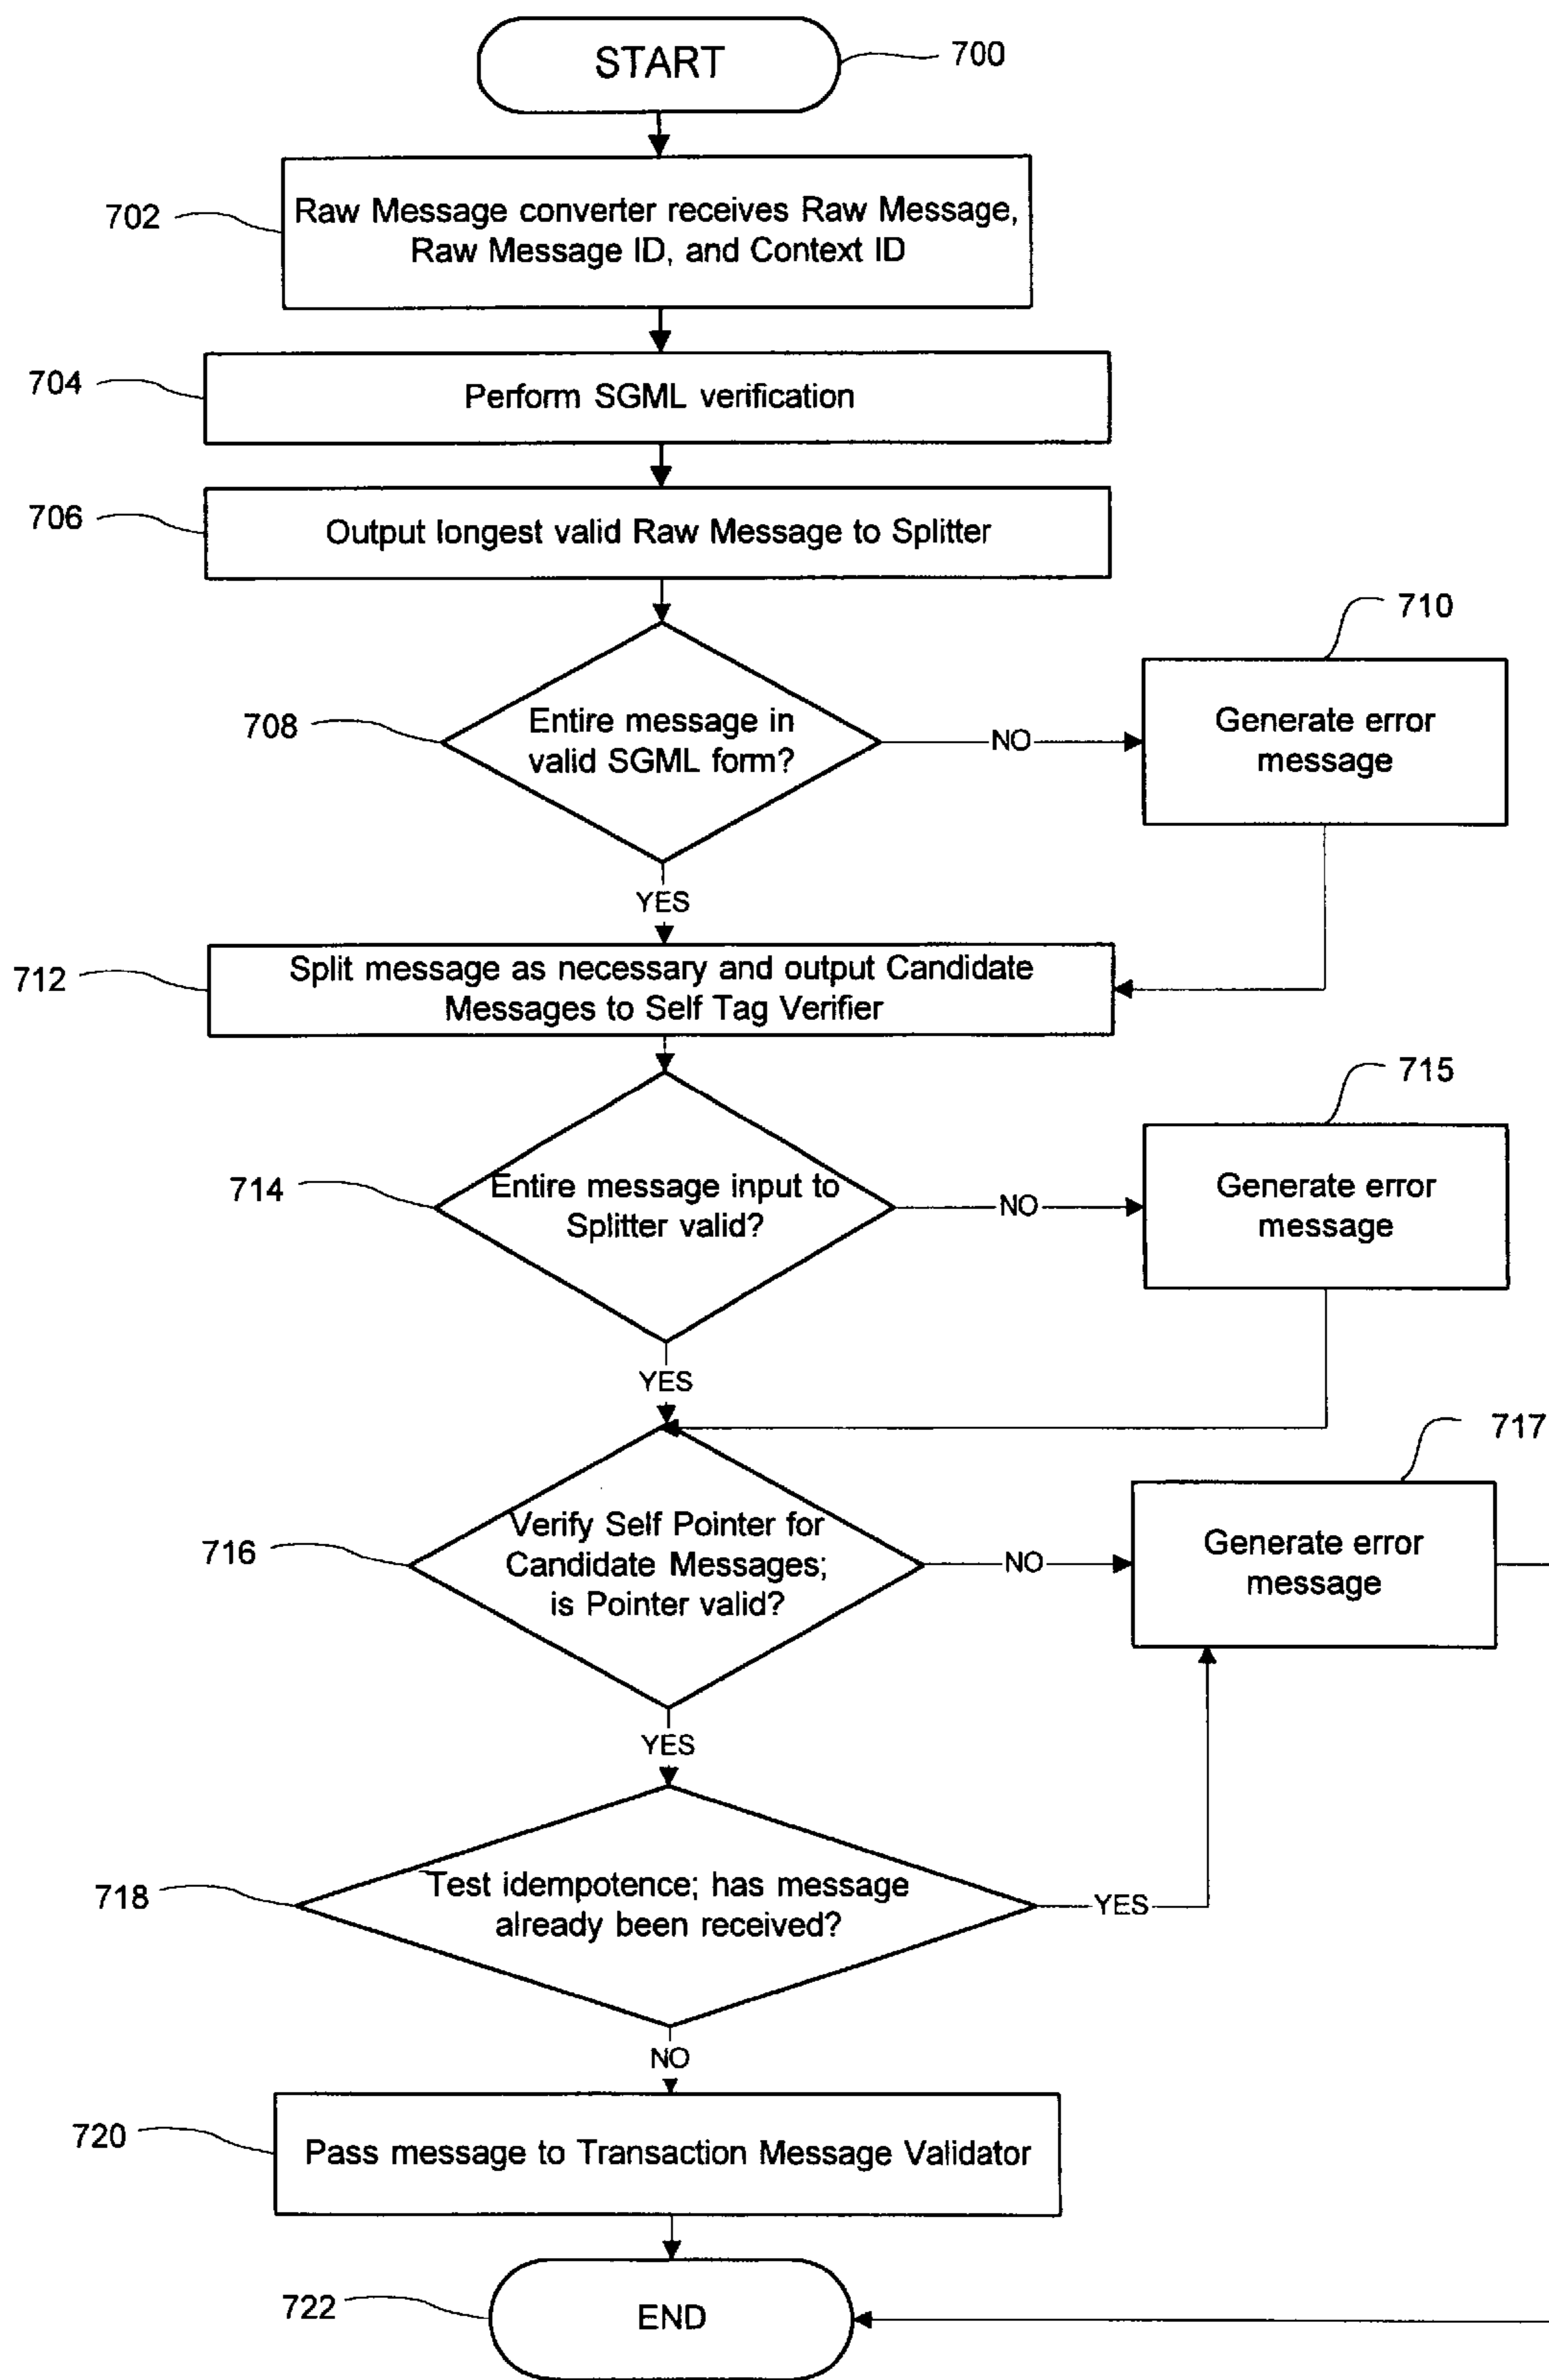 START
700
702
Raw Message converter receives Raw Message,
Raw Message ID, and Context ID
704
Perform SGML verification
706
Output longest valid Raw Message to Splitter
710
708
Entire message in
valid SGML form?
NO
Generate error
message
YES
712
Split message as necessary and output Candidate
Messages to Self Tag Verifier
715
714
Entire message input to
Splitter valid?
NO
Generate error
message
YES
717
716
Verify Self Pointer for
Candidate Messages;
is Pointer valid?
NO
Generate error
message
YES
718
Test idempotence; has message
already been received?
YES
NO
720
Pass message to Transaction Message Validator
722
END